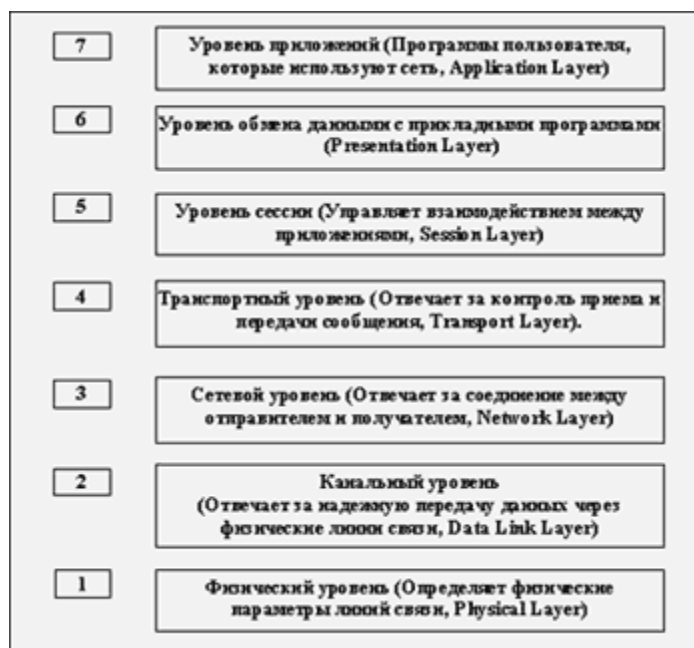 7
Уровень приложений (Программы пользователя,
которые используют сеть, Application Layer)
6
Уровень обмена данными с прикладными программами
(Presentation Layer)
5
Уровень сессии (Управляет взаимодействием между
приложениями, Session Layer)
4
Транспортный уровень (Отвечает за контроль приема и
передачи сообщения, Transport Layer).
3
Сетевой уровень (Отвечает за соединение между
отправителем и получателем, Network Layer)
2
Канальный уровень
(Отвечает за надежную передачу данных через
физические линии связи, Data Link Layer)
1
Физический уровень (Определяет физические
параметры линий связи, Physical Layer)